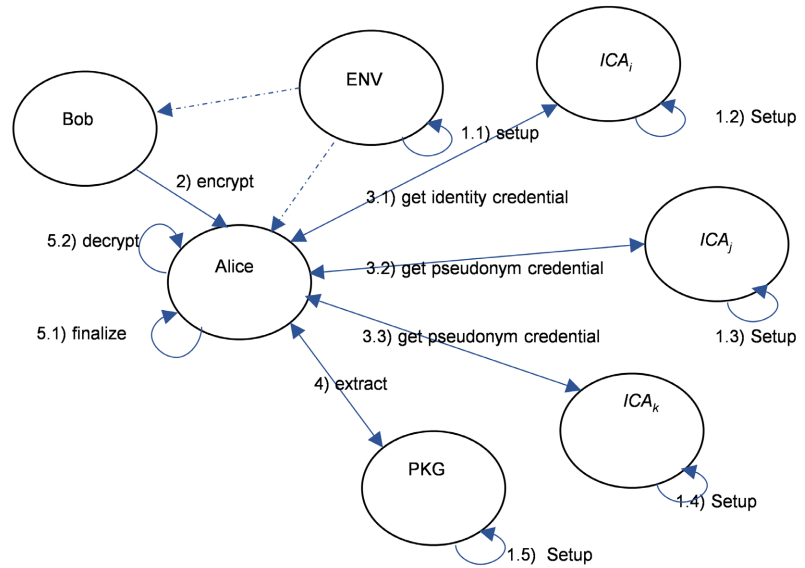 ENV
ICAi
Bob
1.1) setup
1.2) Setup
2) encrypt
3.1) get identity credential
5.2) decrypt
Alice
ICAj
3.2) get pseudonym credential
5.1) finalize
3.3) get pseudonym credential
1.3) Setup
4) extract
ICAk
PKG
1.4) Setup
1.5) Setup